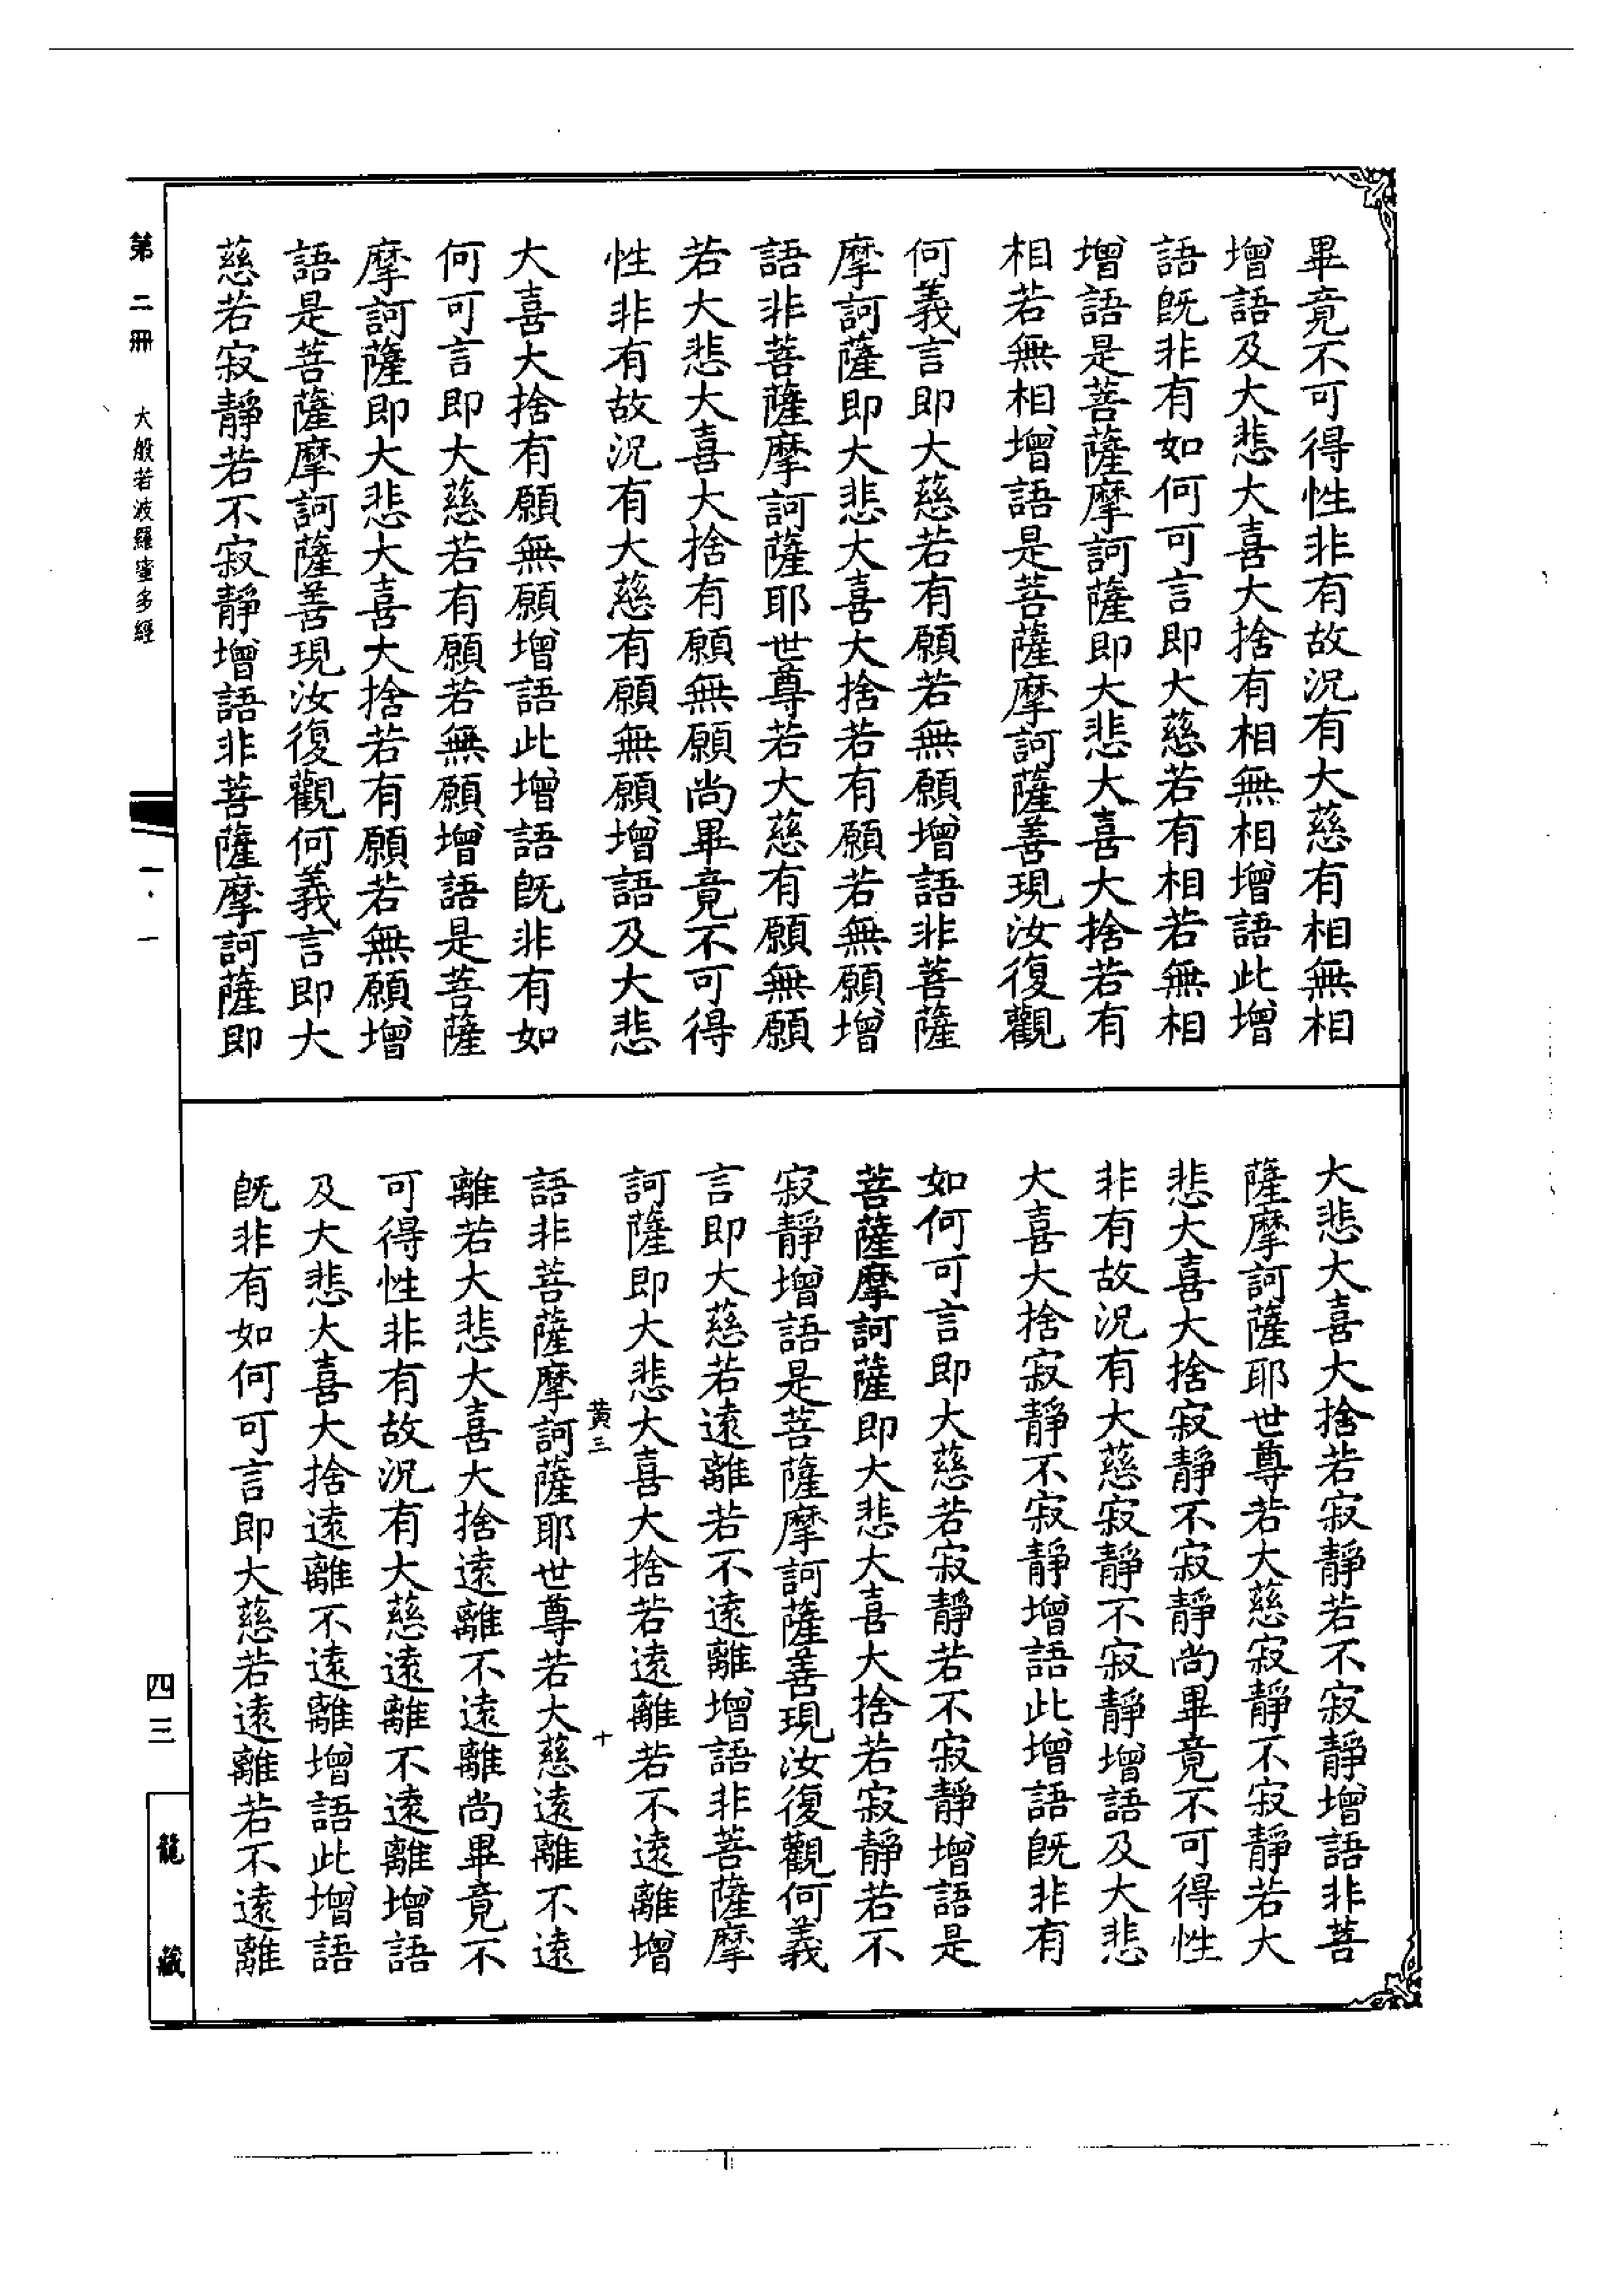 畢竟不可得性非有故況有大慈有相無相
增語及大悲大喜大捨有相無相增語此增
語旣非有如何可言即大慈若有相若無相
增語是菩薩摩訶薩即大悲大喜大捨若有
相若無相增語是菩薩摩訶薩善現汝復觀
何義言即大慈若有願若無願增語非菩薩
摩訶薩即大悲大喜大捨若有願若無願增
語非菩薩摩訶薩耶世尊若大慈有願無願
若大悲大喜大捨有願無願尚畢竟不可得
性非有故況有大慈有願無願增語及大悲
大喜大捨有願無願增語此增語旣非有如
何可言即大慈若有願若無願增語是菩薩
摩訶薩即大悲大喜大捨若有願若無願增
語是菩薩摩訶薩善現汝復觀何義言即大
慈若寂靜若不寂靜增語非菩薩摩訶薩即
大悲大喜大捨若寂靜若不寂靜增語非菩
薩摩訶薩耶世尊若大慈寂靜不寂靜若大
悲大喜大捨寂靜不寂靜尚畢竟不可得性
非有故況有大慈寂靜不寂靜增語及大悲
大喜大捨寂靜不寂靜增語此增語旣非有
如何可言即大慈若寂靜若不寂靜增語是
菩薩摩訶薩即大悲大喜大捨若寂靜若不
寂靜增語是菩薩摩訶薩善現汝復觀何義
言即大慈若遠離若不遠離增語非菩薩摩
訶薩即大悲大喜大捨若遠離若不遠離增
黃三 十
語非菩薩摩訶薩耶世尊若大慈遠離不遠
離若大悲大喜大捨遠離不遠離尚畢竟不
可得性非有故況有大慈遠離不遠離增語
及大悲大喜大捨遠離不遠離增語此增語
旣非有如何可言即大慈若遠離若不遠離
第二冊 大般若波羅蜜多經
一·一
四三
龍藏